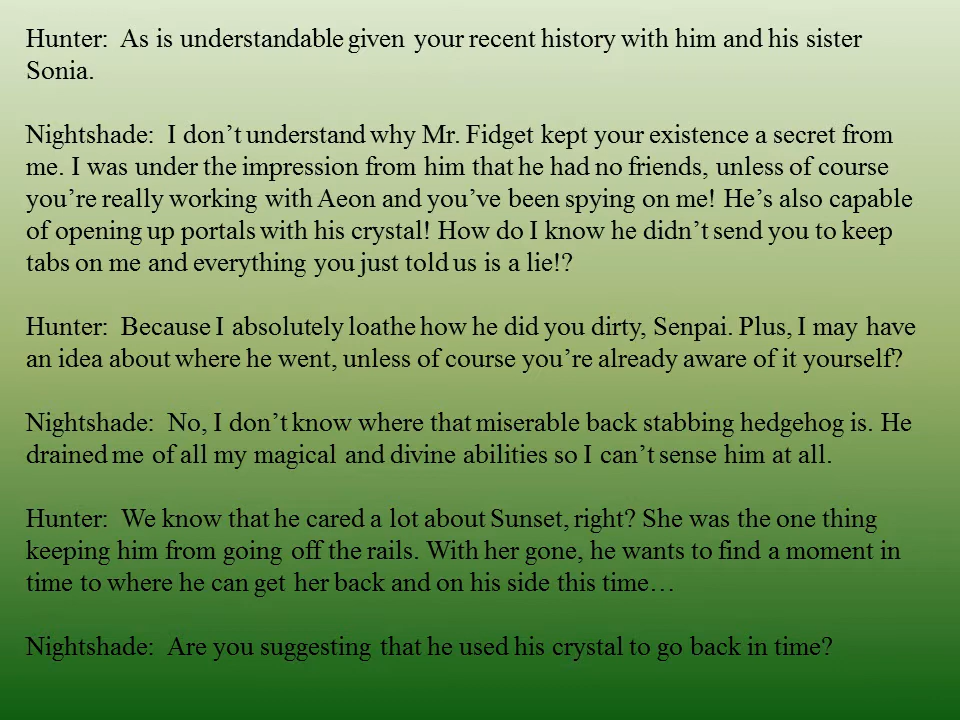 Hunter:  As is understandable given your recent history with him and his sister
Sonia.
Nightshade:  I don’t understand why Mr. Fidget kept your existence a secret from
me. I was under the impression from him that he had no friends, unless of course
you’re really working with Aeon and you’ve been spying on me! He’s also capable
of opening up portals with his crystal! How do I know he didn’t send you to keep
tabs on me and everything you just told us is a lie!?
Hunter:  Because I absolutely loathe how he did you dirty, Senpai. Plus, I may have
an idea about where he went, unless of course you’re already aware of it yourself?
Nightshade:  No, I don’t know where that miserable back stabbing hedgehog is. He
drained me of all my magical and divine abilities so I can’t sense him at all.
Hunter:  We know that he cared a lot about Sunset, right? She was the one thing
keeping him from going off the rails. With her gone, he wants to find a moment in
time to where he can get her back and on his side this time…
Nightshade:  Are you suggesting that he used his crystal to go back in time?